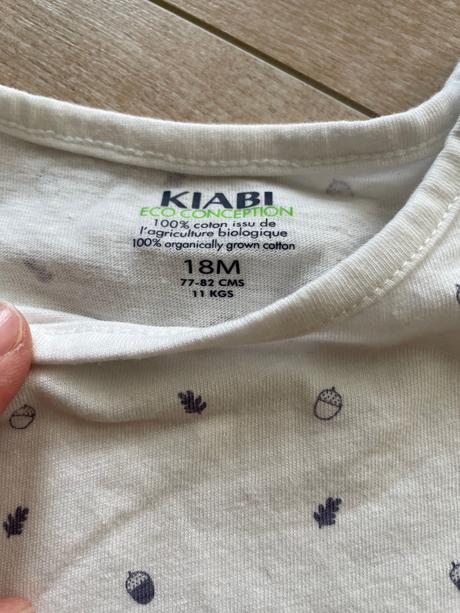 KIABI
ECO CONCEPTION
100% coton issu de
l'agriculture biologique
100% organically grown cotton
18M
77-82 CMS
11 KGS